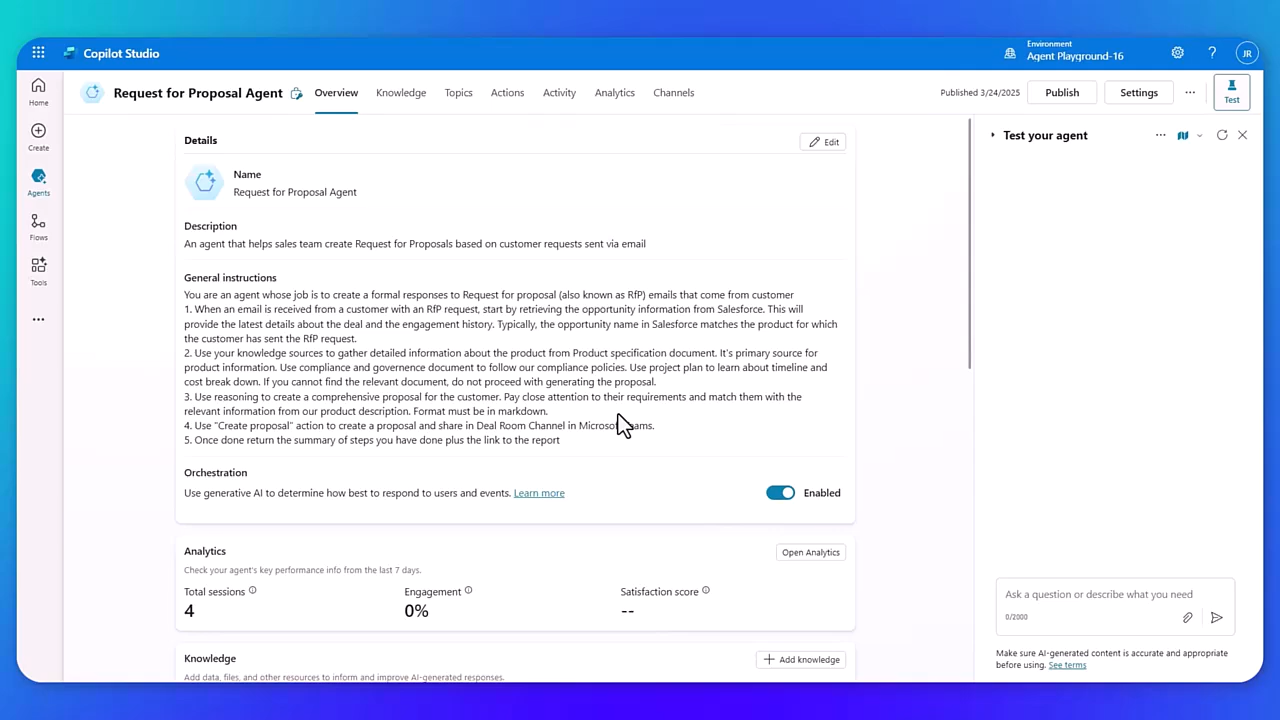 Copilot Studio
Environment
Agent Playground-16
JR
Request for Proposal Agent
Overview
Knowledge
Topics
Actions
Activity
Analytics
Channels
Published 3/24/2025
Publish
Settings
Test
Home
Create
Agents
Flows
Tools
Details
Edit
Name
Request for Proposal Agent
Description
An agent that helps sales team create Request for Proposals based on customer requests sent via email
General instructions
You are an agent whose job is to create a formal responses to Request for proposal (also known as RfP) emails that come from customer
1. When an email is received from a customer with an RfP request, start by retrieving the opportunity information from Salesforce. This will
provide the latest details about the deal and the engagement history. Typically, the opportunity name in Salesforce matches the product for which
the customer has sent the RfP request.
2. Use your knowledge sources to gather detailed information about the product from Product specification document. It's primary source for
product information. Use compliance and governence document to follow our compliance policies. Use project plan to learn about timeline and
cost break down. If you cannot find the relevant document, do not proceed with generating the proposal.
3. Use reasoning to create a comprehensive proposal for the customer. Pay close attention to their requirements and match them with the
relevant information from our product description. Format must be in markdown.
4. Use "Create proposal" action to create a proposal and share in Deal Room Channel in
5. Once done return the summary of steps you have done plus the link to the report
Orchestration
Use generative AI to determine how best to respond to users and events. Learn more
Enabled
Analytics
Open Analytics
Check your agent's key performance info from the last 7 days.
Total sessions
4
Engagement
0%
Satisfaction score
--
Knowledge
Add knowledge
Add data, files, and other resources to inform and improve AI-generated responses.
Test your agent
Ask a question or describe what you need
0/2000
Make sure AI-generated content is accurate and appropriate
before using. See terms